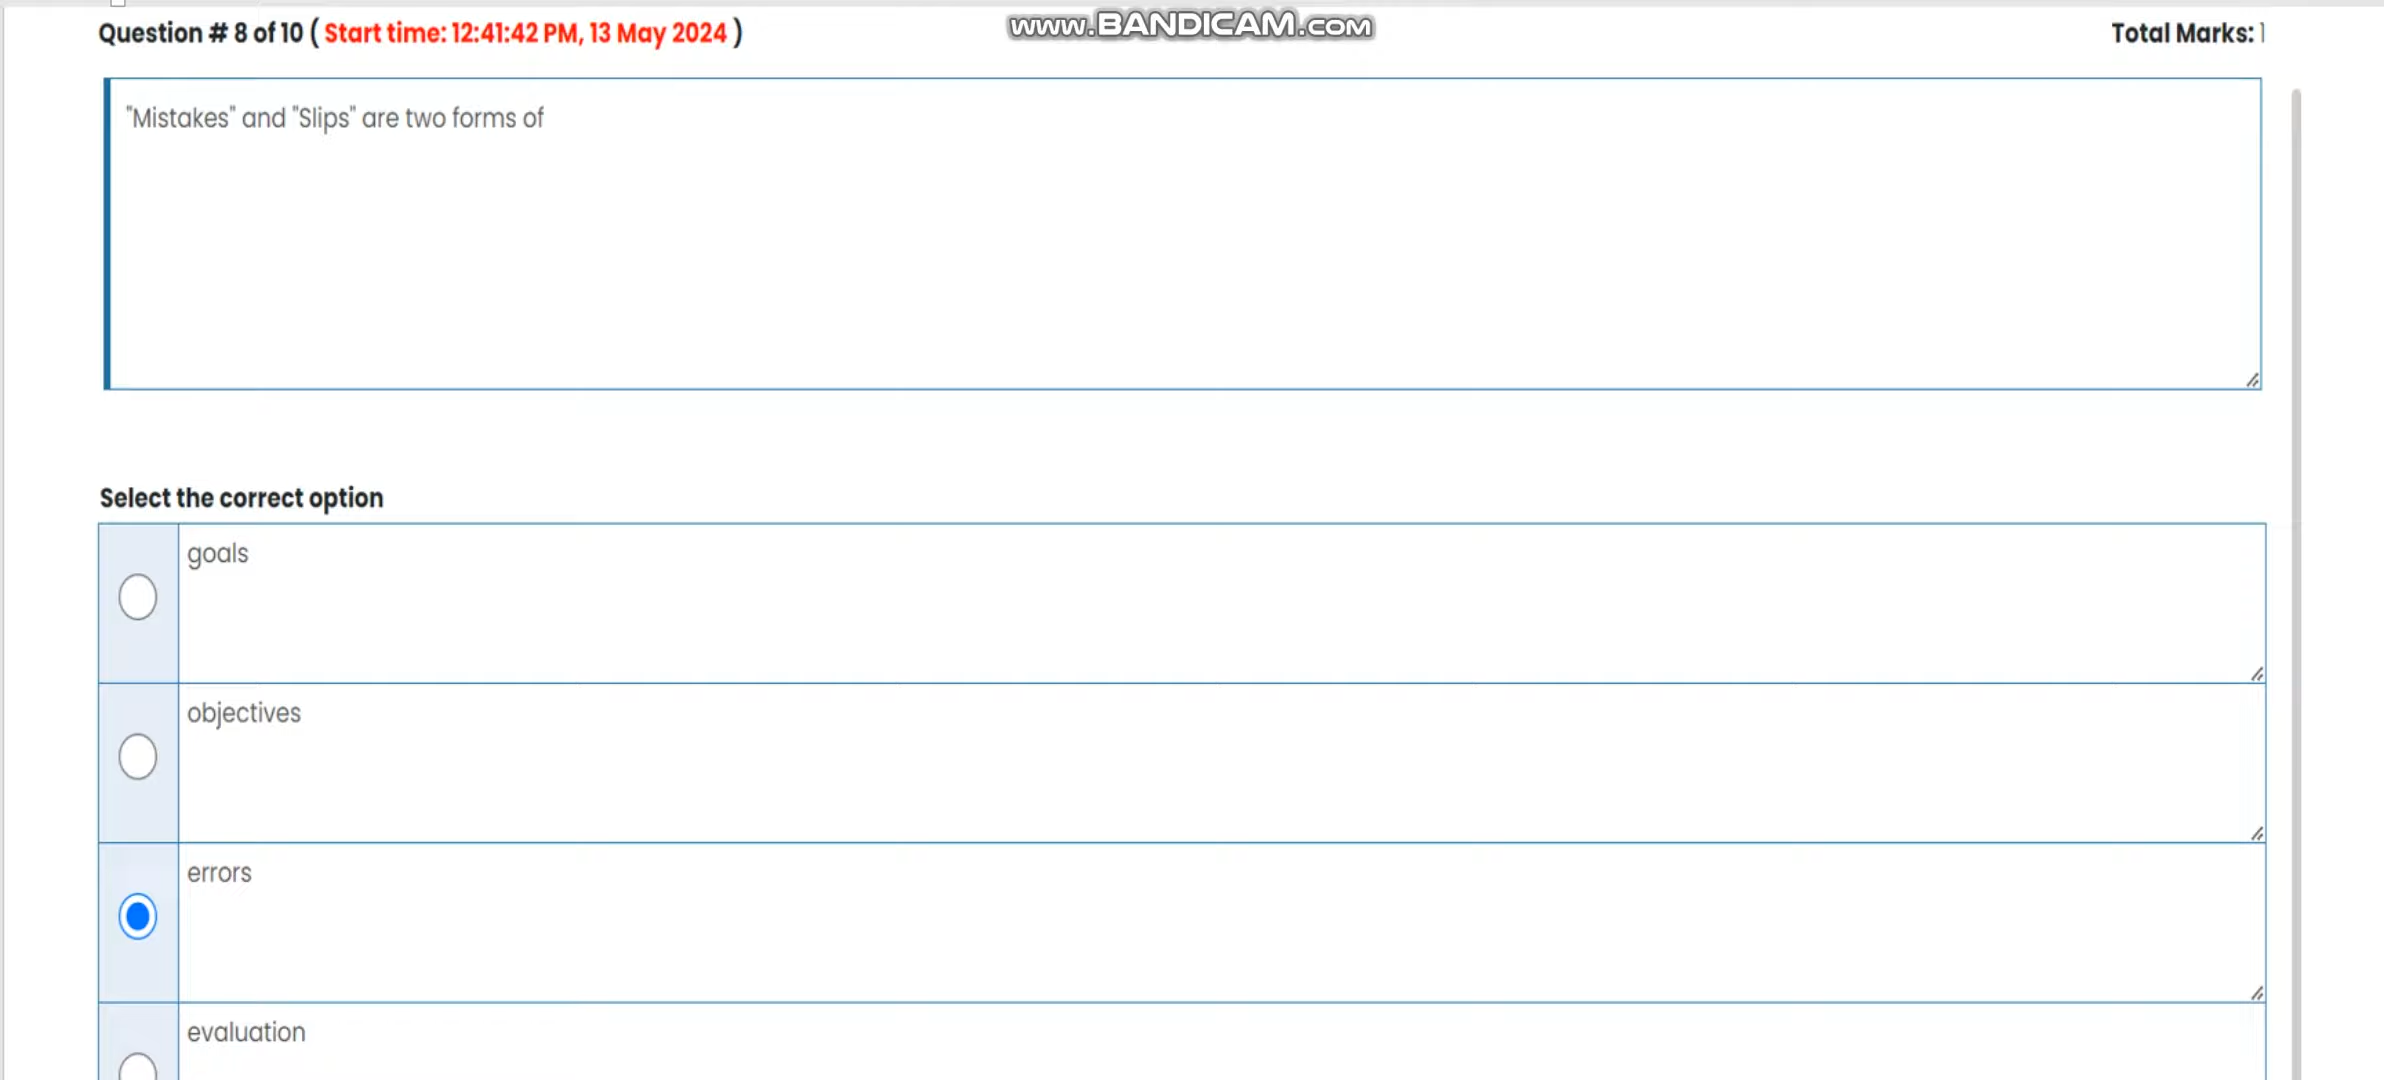 Question # 8 of 10 ( Start time: 12:41:42 PM, 13 May 2024 )
www.BANDICAM.com
Total Marks: 1
"Mistakes" and "Slips" are two forms of
Select the correct option
goals
objectives
errors
evaluation